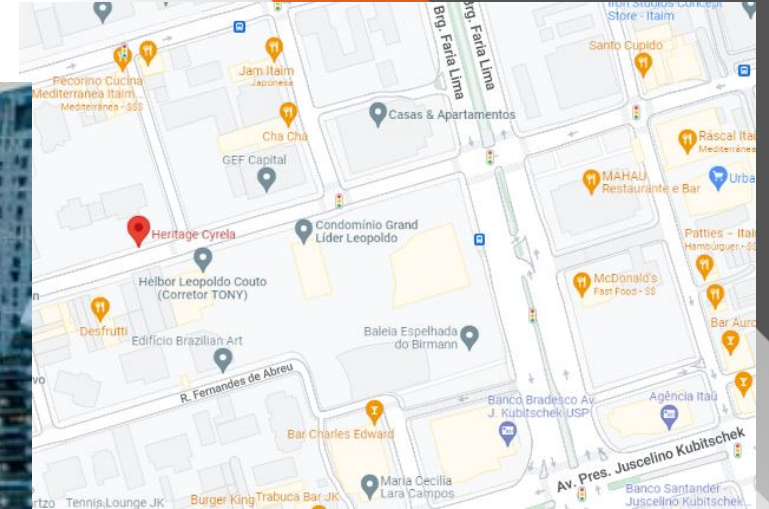 Iron Studios Concept
Store - Itaim
Santo Cupido
Brg. Faria Lima
Brg. Faria Lima
Pecorino Cucina
Mediterranea Itaim...
Mediterrânea - $$$
Jam Itaim
Japonesa
Casas & Apartamentos
Cha Cha
GEF Capital
Ráscal Itai
Mediterrânea
MAHAU
Restaurante e Bar
Urba
Heritage Cyrela
Condomínio Grand
Líder Leopoldo
Patties – Itai
Hambúrguer - $$
Helbor Leopoldo Couto
(Corretor TONY)
McDonald's
Fast Food - $$
Desfrutti
Edifício Brazilian Art
Baleia Espelhada
do Birmann
Bar Auro
R. Fernandes de Abreu
Banco Bradesco Av
J. Kubitschek USP
Agência Itaú
Bar Charles Edward
Av. Pres. Juscelino Kubitschek
Maria Cecilia
Lara Campos
Banco Santander -
Juscelino Kubitschek...
Tennis Lounge JK
Burger King
Trabuca Bar JK